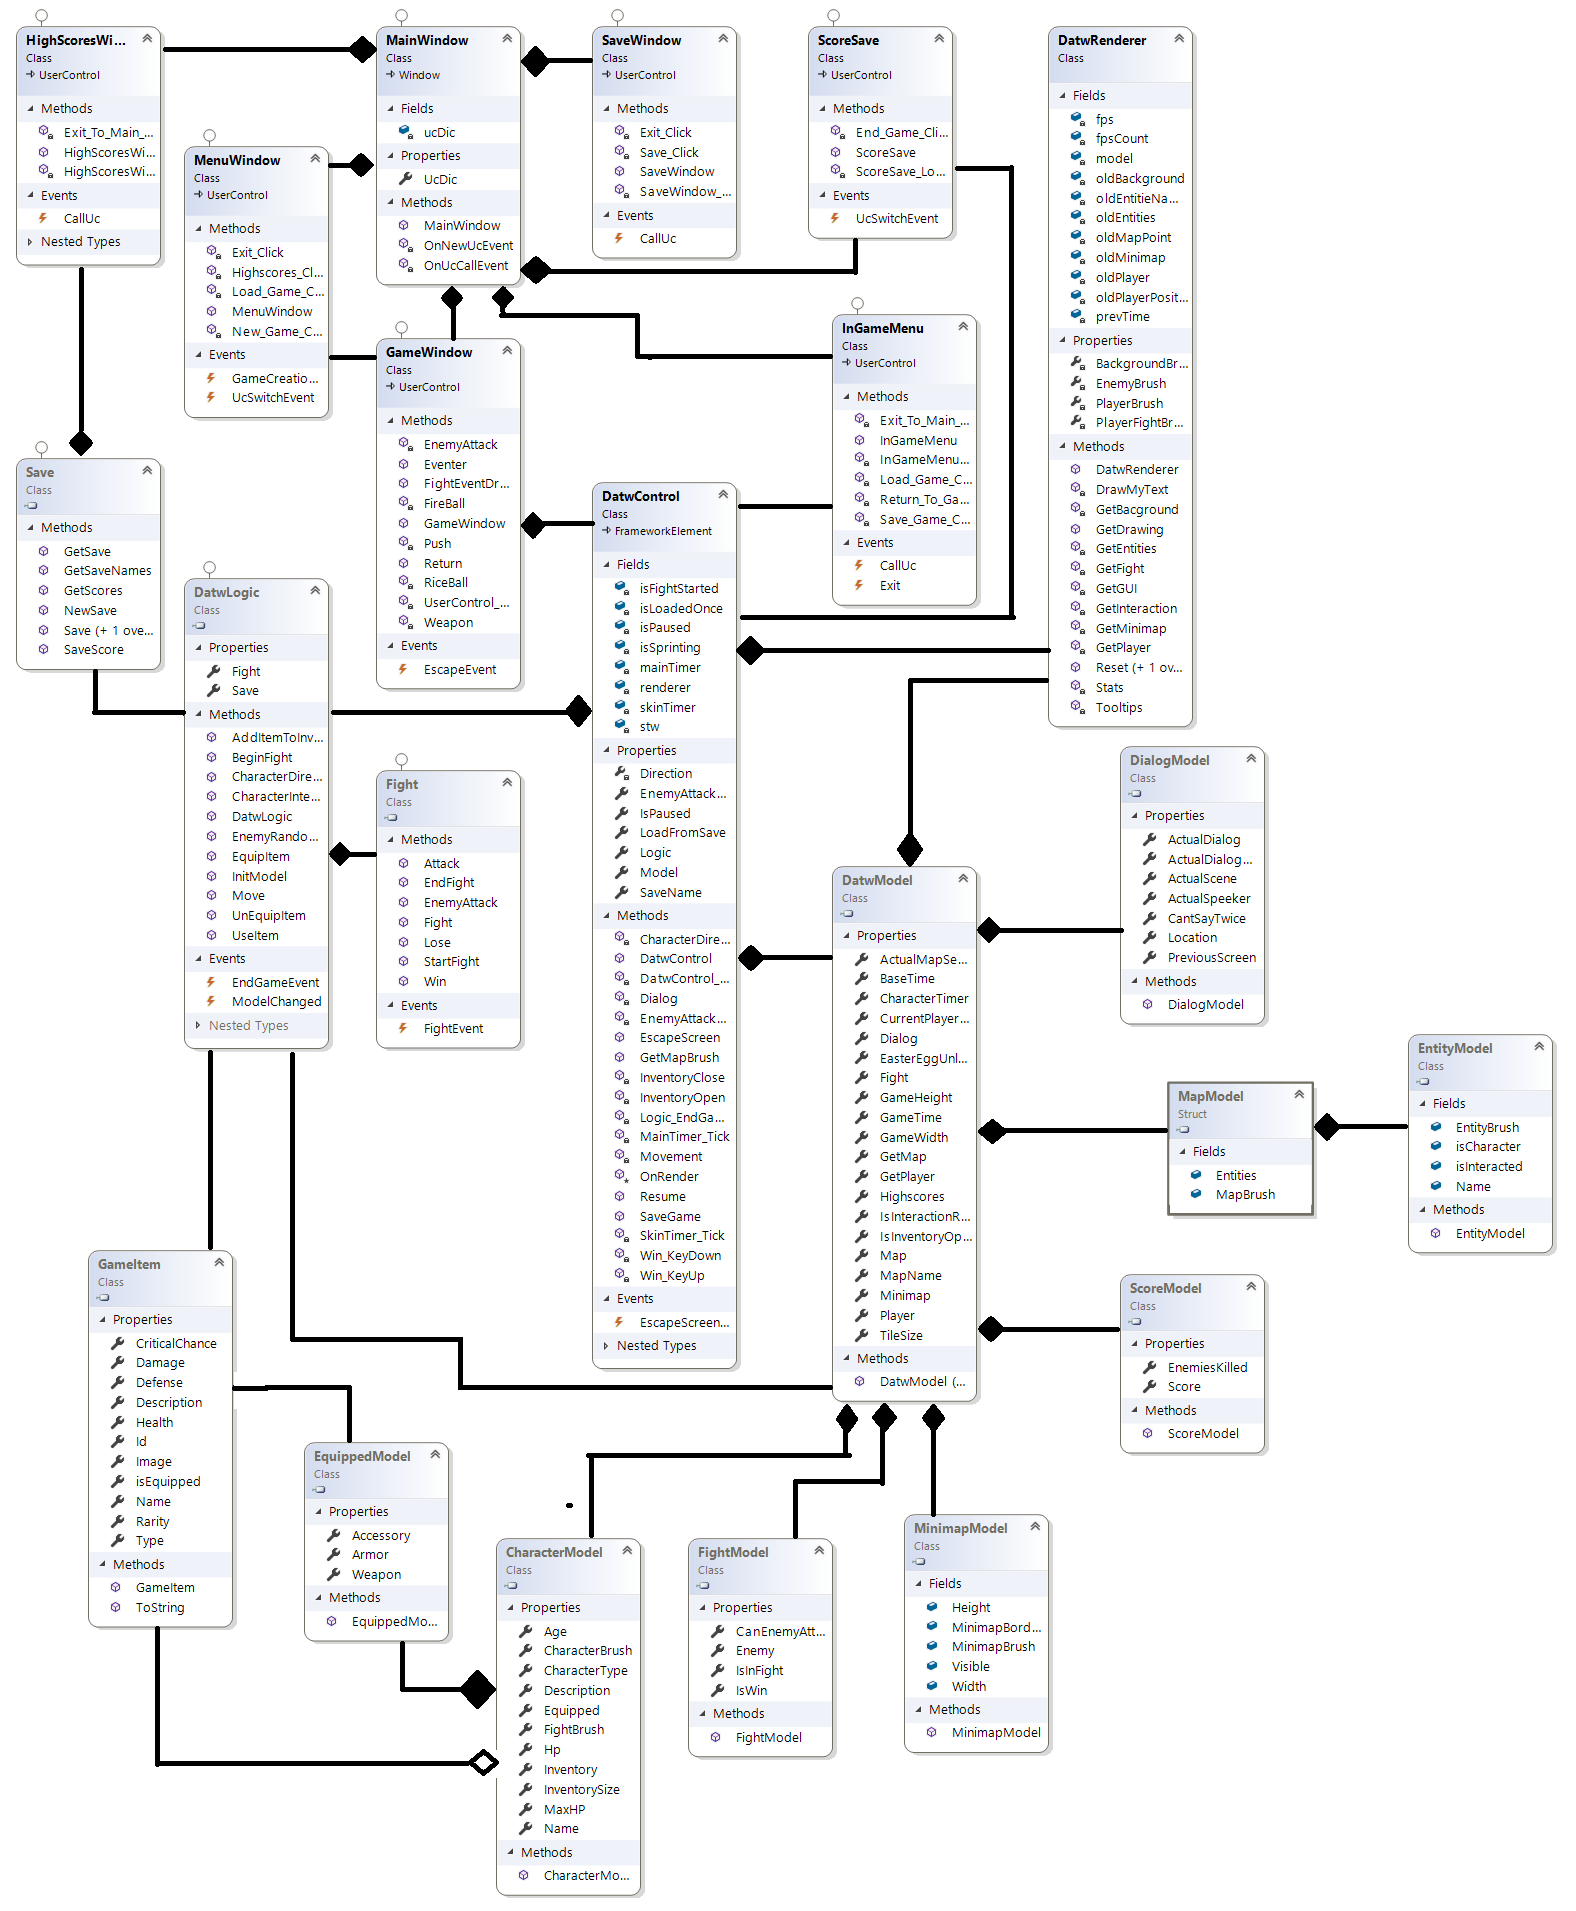 HighScoresWi...
Class
UserControl
Methods
Exit_To_Main_...
HighScoresWi...
HighScoresWi...
Events
CallUc
Nested Types
MenuWindow
Class
UserControl
Methods
Exit_Click
Highscores_Cl...
Load_Game_C...
MenuWindow
New_Game_C...
Events
GameCreatio...
UcSwitchEvent
MainWindow
Class
Window
Fields
ucDic
Properties
UcDic
Methods
MainWindow
OnNewUcEvent
OnUcCallEvent
SaveWindow
Class
UserControl
Methods
Exit_Click
Save_Click
SaveWindow
SaveWindow_...
Events
CallUc
ScoreSave
Class
UserControl
Methods
End_Game_Cli...
ScoreSave
ScoreSave_Lo...
Events
UcSwitchEvent
DatwRenderer
Class
Fields
fps
fpsCount
model
oldBackground
oldEntitieNa...
oldEntities
oldMapPoint
oldMinimap
oldPlayer
oldPlayerPosit...
prevTime
Properties
BackgroundBr...
EnemyBrush
PlayerBrush
PlayerFightBr...
Methods
DatwRenderer
DrawMyText
GetBacground
GetDrawing
GetEntities
GetFight
GetGUI
GetInteraction
GetMinimap
GetPlayer
Reset (+ 1 ov...
Stats
Tooltips
GameWindow
Class
UserControl
Methods
EnemyAttack
Eventer
FightEventDr...
FireBall
GameWindow
Push
Return
RiceBall
UserControl_...
Weapon
Events
EscapeEvent
InGameMenu
Class
UserControl
Methods
Exit_To_Main_...
InGameMenu
InGameMenu...
Load_Game_C...
Return_To_Ga...
Save_Game_C...
Events
CallUc
Exit
Save
Class
Methods
GetSave
GetSaveNames
GetScores
NewSave
Save (+ 1 ove...
SaveScore
DatwLogic
Class
Properties
Fight
Save
Methods
AddItemToInv...
BeginFight
CharacterDire...
CharacterInte...
DatwLogic
EnemyRando...
EquipItem
InitModel
Move
UnEquipItem
UseItem
Events
EndGameEvent
ModelChanged
Nested Types
Fight
Class
Methods
Attack
EndFight
EnemyAttack
Fight
Lose
StartFight
Win
Events
FightEvent
DatwControl
Class
FrameworkElement
Fields
isFightStarted
isLoadedOnce
isPaused
isSprinting
mainTimer
renderer
skinTimer
stw
Properties
Direction
EnemyAttack...
IsPaused
LoadFromSave
Logic
Model
SaveName
Methods
CharacterDire...
DatwControl
DatwControl_...
Dialog
EnemyAttack...
EscapeScreen
GetMapBrush
InventoryClose
InventoryOpen
Logic_EndGa...
MainTimer_Tick
Movement
OnRender
Resume
SaveGame
SkinTimer_Tick
Win_KeyDown
Win_KeyUp
Events
EscapeScreen...
Nested Types
DatwModel
Class
Properties
ActualMapSe...
BaseTime
CharacterTimer
CurrentPlayer...
Dialog
EasterEggUnl...
Fight
GameHeight
GameTime
GameWidth
GetMap
GetPlayer
Highscores
IsInteractionR...
IsInventoryOp...
Map
MapName
Minimap
Player
TileSize
Methods
DatwModel (...
DialogModel
Class
Properties
ActualDialog
ActualDialog...
ActualScene
ActualSpeeker
CantSayTwice
Location
PreviousScreen
Methods
DialogModel
MapModel
Struct
Fields
Entities
MapBrush
EntityModel
Class
Fields
EntityBrush
isCharacter
isInteracted
Name
Methods
EntityModel
ScoreModel
Class
Properties
EnemiesKilled
Score
Methods
ScoreModel
GameItem
Class
Properties
CriticalChance
Damage
Defense
Description
Health
Id
Image
isEquipped
Name
Rarity
Type
Methods
GameItem
ToString
EquippedModel
Class
Properties
Accessory
Armor
Weapon
Methods
EquippedMo...
CharacterModel
Class
Properties
Age
CharacterBrush
CharacterType
Description
Equipped
FightBrush
Hp
Inventory
InventorySize
MaxHP
Name
Methods
CharacterMo...
FightModel
Class
Properties
CanEnemyAtt...
Enemy
IsInFight
IsWin
Methods
FightModel
MinimapModel
Class
Fields
Height
MinimapBord...
MinimapBrush
Visible
Width
Methods
MinimapModel